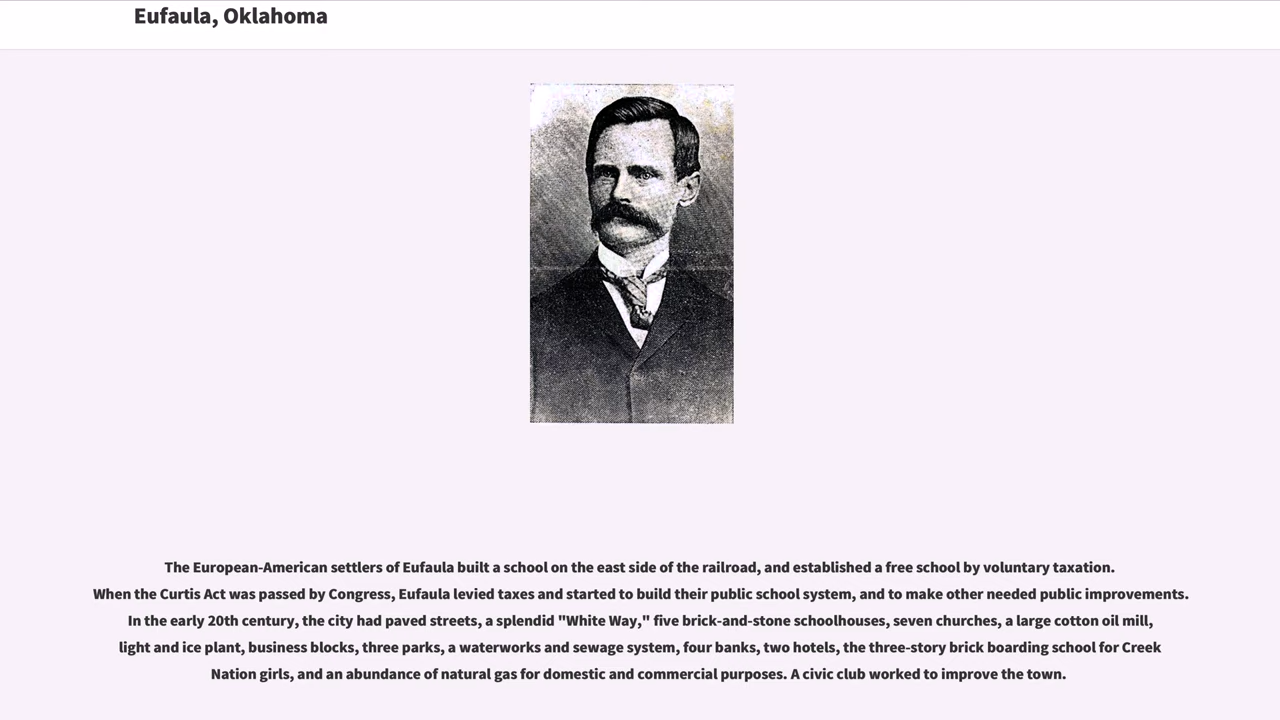 Eufaula, Oklahoma
The European-American settlers of Eufaula built a school on the east side of the railroad, and established a free school by voluntary taxation.
When the Curtis Act was passed by Congress, Eufaula levied taxes and started to build their public school system, and to make other needed public improvements.
In the early 20th century, the city had paved streets, a splendid "White Way," five brick-and-stone schoolhouses, seven churches, a large cotton oil mill,
light and ice plant, business blocks, three parks, a waterworks and sewage system, four banks, two hotels, the three-story brick boarding school for Creek
Nation girls, and an abundance of natural gas for domestic and commercial purposes. A civic club worked to improve the town.